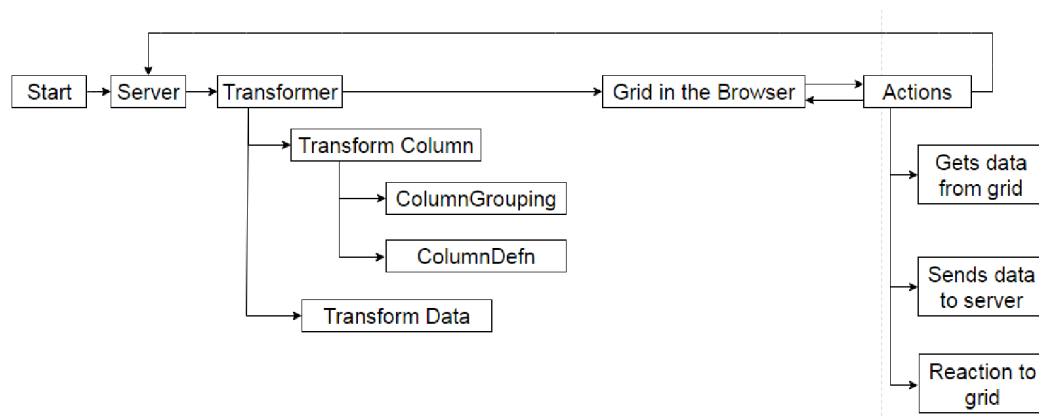 Start
Server
Transformer
Grid in the Browser
Actions
Transform Column
ColumnGrouping
ColumnDefn
Transform Data
Gets data
from grid
Sends data
to server
Reaction to
grid